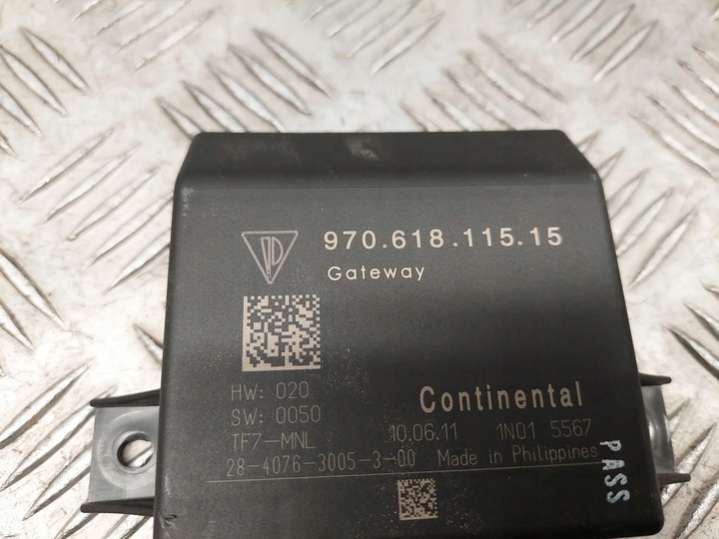 970.618.115.15
Gateway
HW: 020
SW: 0050
Continental
TF7-MNL 10.06.11 1N01 5567
28-4076-3005-3-00 Made in Philippines
PASS